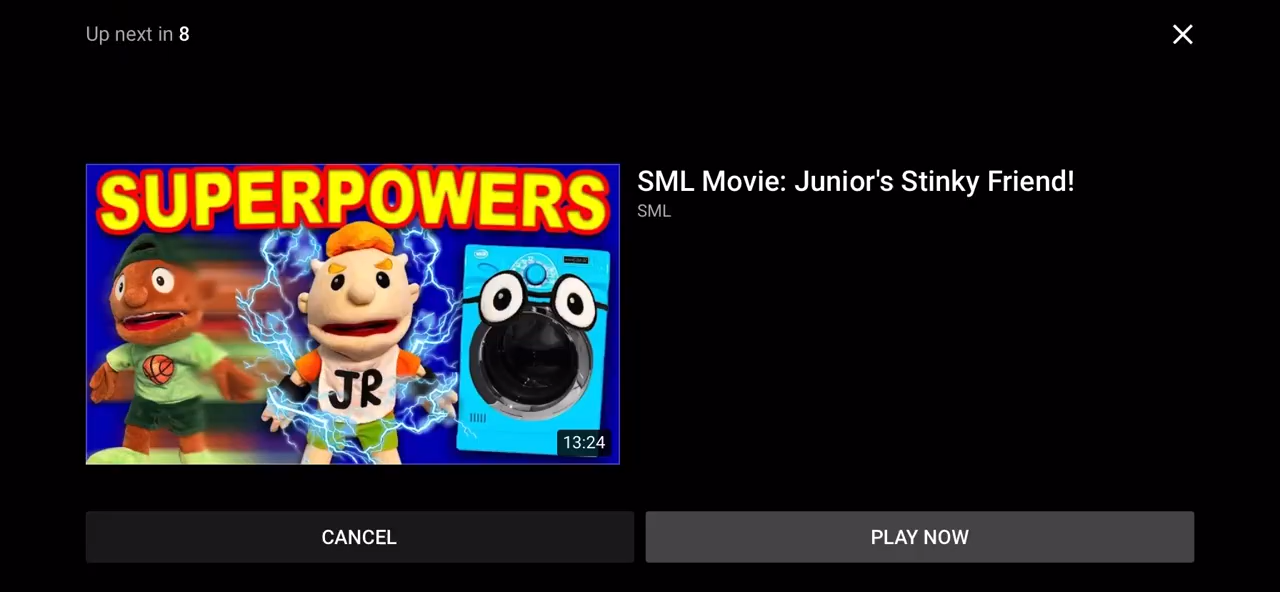 Up next in 8
SUPERPOWERS
SML Movie: Junior's Stinky Friend!
SML
JR
13:24
CANCEL
PLAY NOW